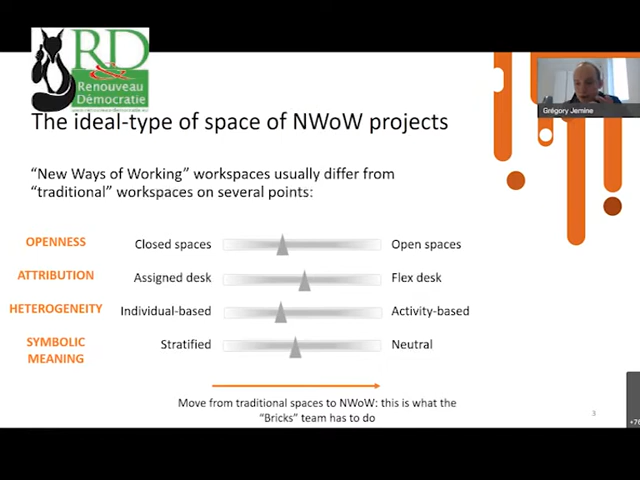 RD
&
Renouveau
Démocratie
Grégory Jemine
The ideal-type of space of NWoW projects
“New Ways of Working” workspaces usually differ from
“traditional” workspaces on several points:
OPENNESS Closed spaces Open spaces
ATTRIBUTION Assigned desk Flex desk
HETEROGENEITY Individual-based Activity-based
SYMBOLIC
MEANING Stratified Neutral
Move from traditional spaces to NWoW: this is what the
“Bricks” team has to do
3